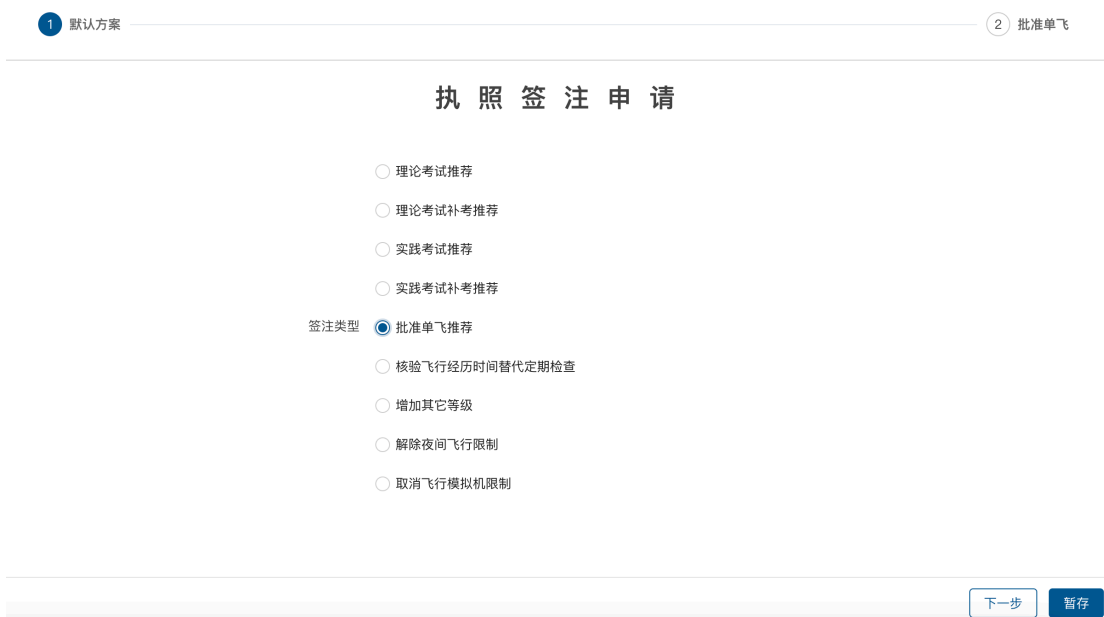 1 默认方案
2 批准单飞
执照签注申请
理论考试推荐
理论考试补考推荐
实践考试推荐
实践考试补考推荐
签注类型 批准单飞推荐
核验飞行经历时间替代定期检查
增加其它等级
解除夜间飞行限制
取消飞行模拟机限制
下一步 暂存